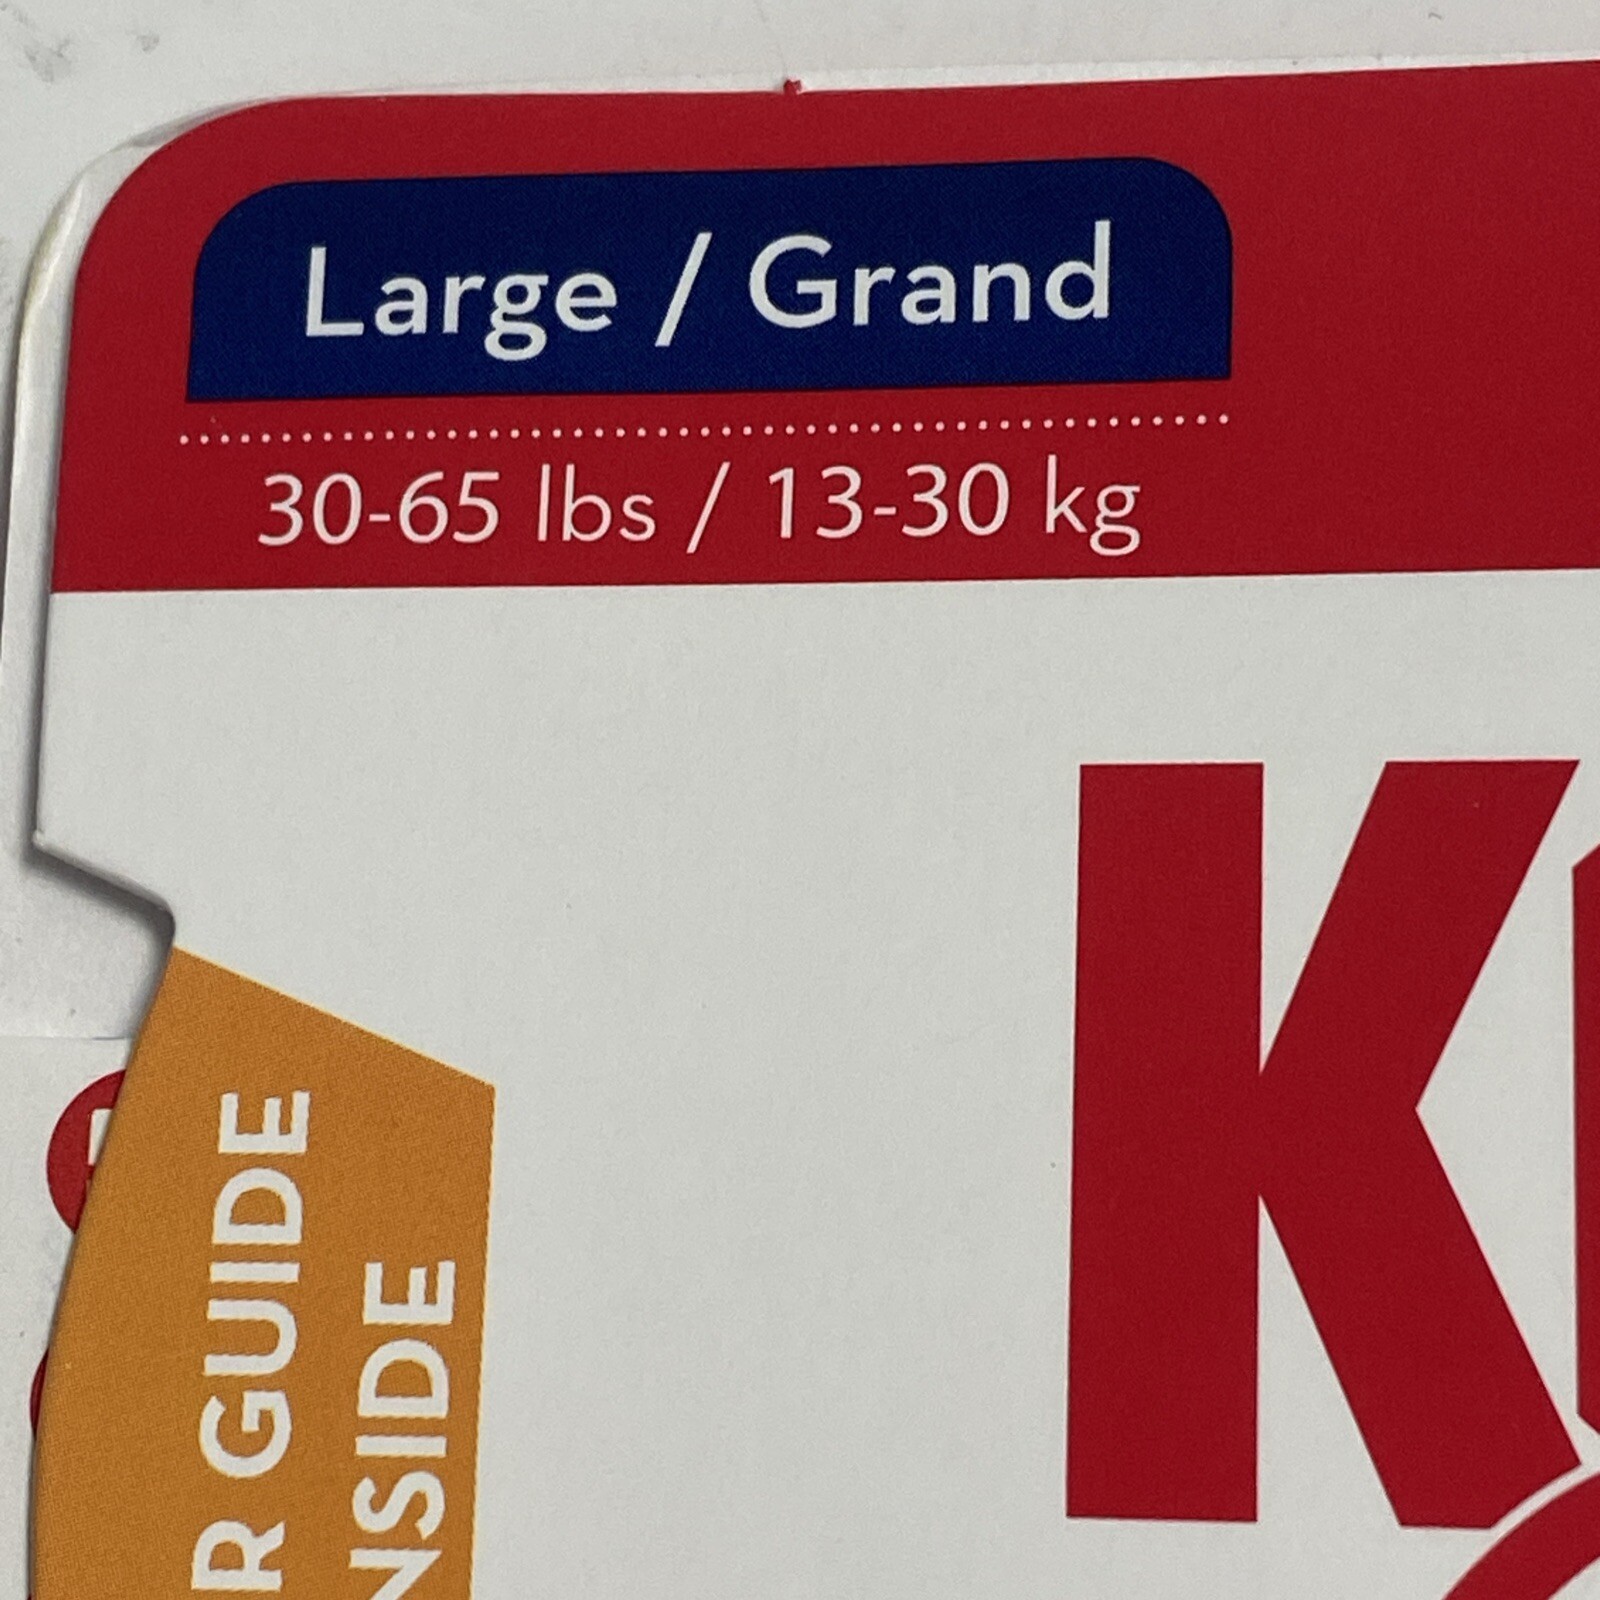 Large / Grand
30-65 lbs / 13-30 kg
K
R GUIDE
NSIDE